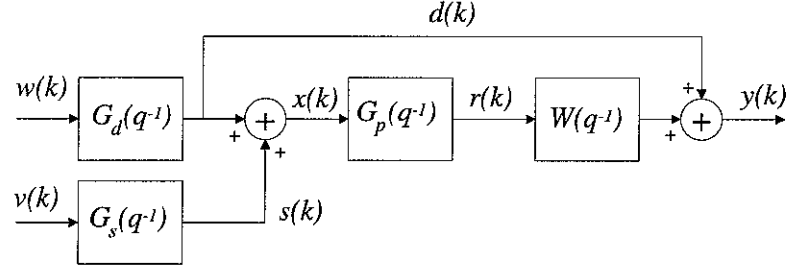 d(k)
w(k) G_d(q⁻¹) + + x(k) G_p(q⁻¹) r(k) W(q⁻¹) + + + y(k)
+
v(k) G_s(q⁻¹) s(k)